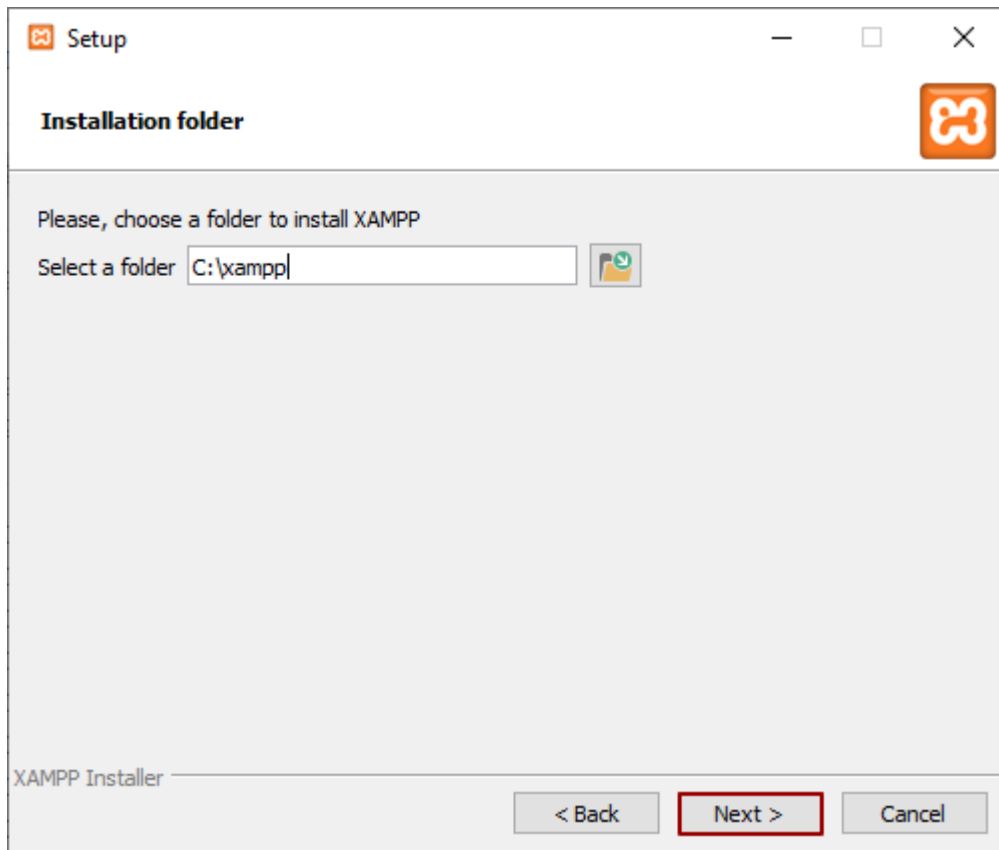 Setup
Installation folder
Please, choose a folder to install XAMPP
Select a folder C:\xampp
XAMPP Installer
< Back Next > Cancel